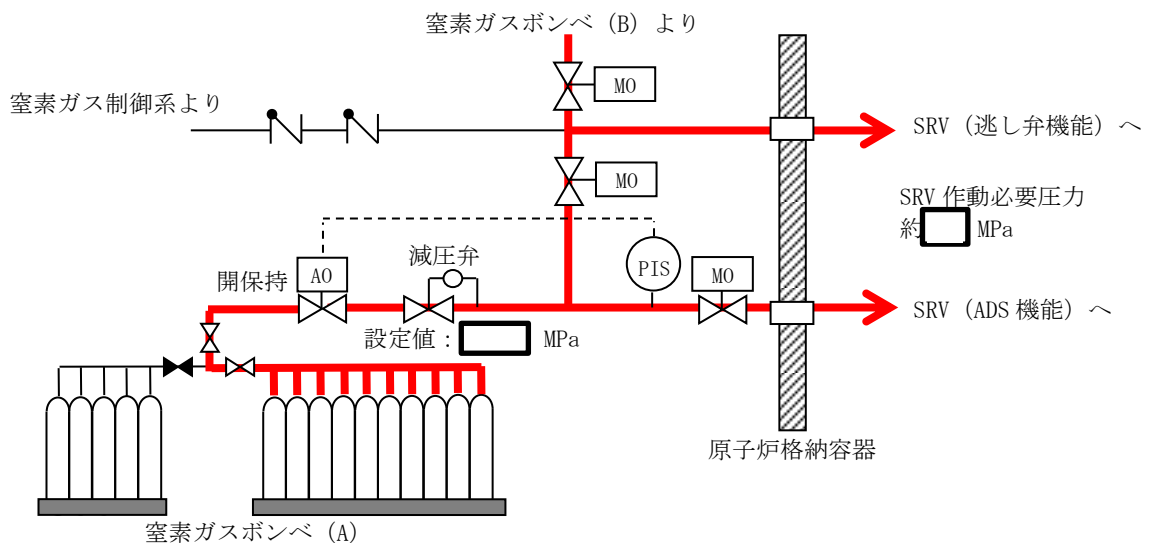 窒素ガスボンベ（B）より
MO
窒素ガス制御系より
SRV（逃し弁機能）へ
MO
SRV 作動必要圧力
約 MPa
減圧弁
開保持
AO
PIS
MO
SRV（ADS 機能）へ
設定値： MPa
原子炉格納容器
窒素ガスボンベ（A）